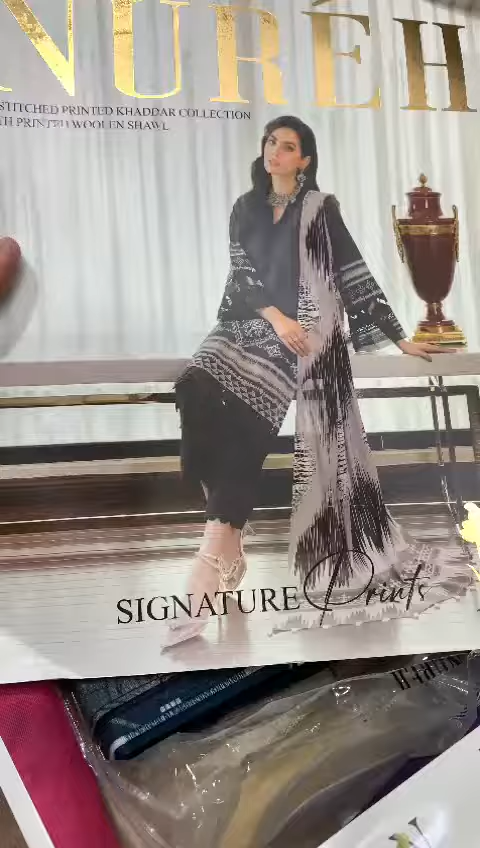 NURÉH
STITCHED PRINTED KHADDAR COLLECTION
PRINTED WOOLEN SHAWL
SIGNATURE Prints